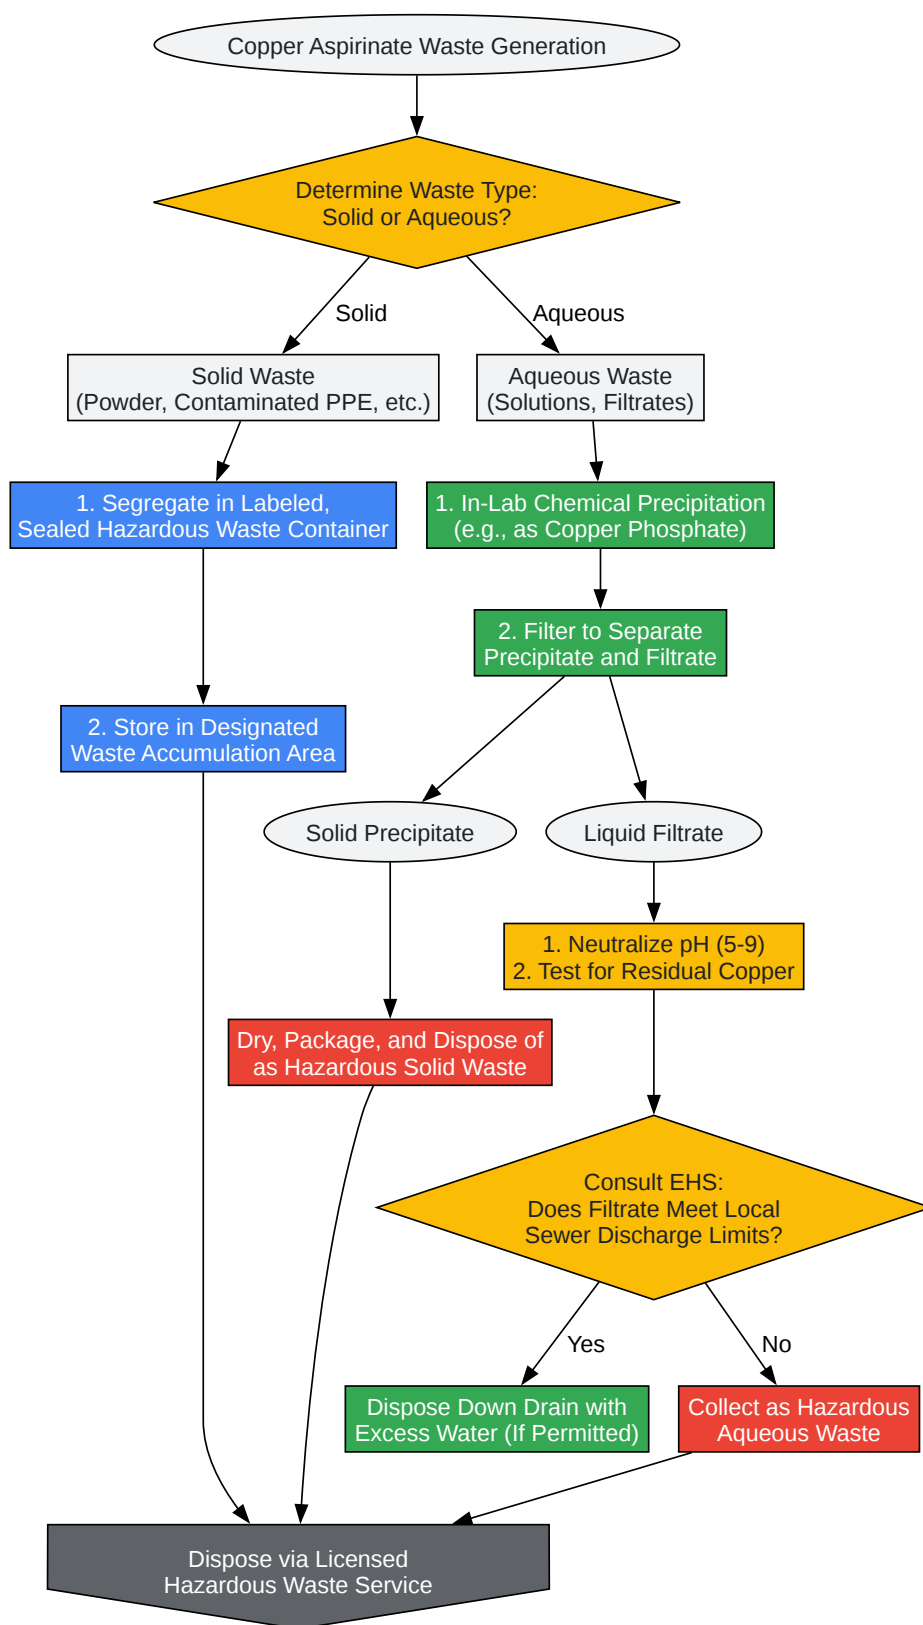 Copper Aspirinate Waste Generation
Determine Waste Type:
Solid or Aqueous?
Solid
Aqueous
Solid Waste
(Powder, Contaminated PPE, etc.)
Aqueous Waste
(Solutions, Filtrates)
1. Segregate in Labeled,
Sealed Hazardous Waste Container
1. In-Lab Chemical Precipitation
(e.g., as Copper Phosphate)
2. Filter to Separate
Precipitate and Filtrate
2. Store in Designated
Waste Accumulation Area
Solid Precipitate
Liquid Filtrate
1. Neutralize pH (5-9)
2. Test for Residual Copper
Dry, Package, and Dispose of
as Hazardous Solid Waste
Consult EHS:
Does Filtrate Meet Local
Sewer Discharge Limits?
Yes
No
Dispose Down Drain with
Excess Water (If Permitted)
Collect as Hazardous
Aqueous Waste
Dispose via Licensed
Hazardous Waste Service